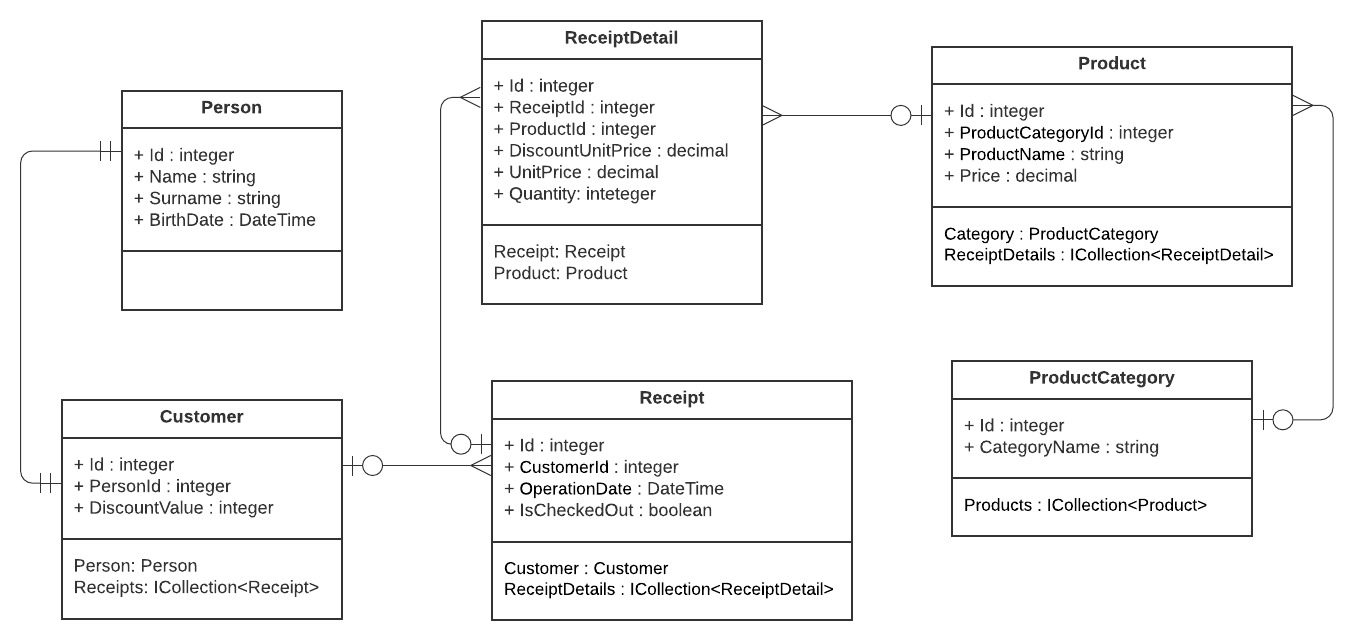 Person
+ Id : integer
+ Name : string
+ Surname : string
+ BirthDate : DateTime
ReceiptDetail
+ Id : integer
+ ReceiptId : integer
+ ProductId : integer
+ DiscountUnitPrice : decimal
+ UnitPrice : decimal
+ Quantity: inteteger
Receipt: Receipt
Product: Product
Product
+ Id : integer
+ ProductCategoryId : integer
+ ProductName : string
+ Price : decimal
Category : ProductCategory
ReceiptDetails : ICollection<ReceiptDetail>
Customer
+ Id : integer
+ PersonId : integer
+ DiscountValue : integer
Person: Person
Receipts: ICollection<Receipt>
Receipt
+ Id : integer
+ CustomerId : integer
+ OperationDate : DateTime
+ IsCheckedOut : boolean
Customer : Customer
ReceiptDetails : ICollection<ReceiptDetail>
ProductCategory
+ Id : integer
+ CategoryName : string
Products : ICollection<Product>